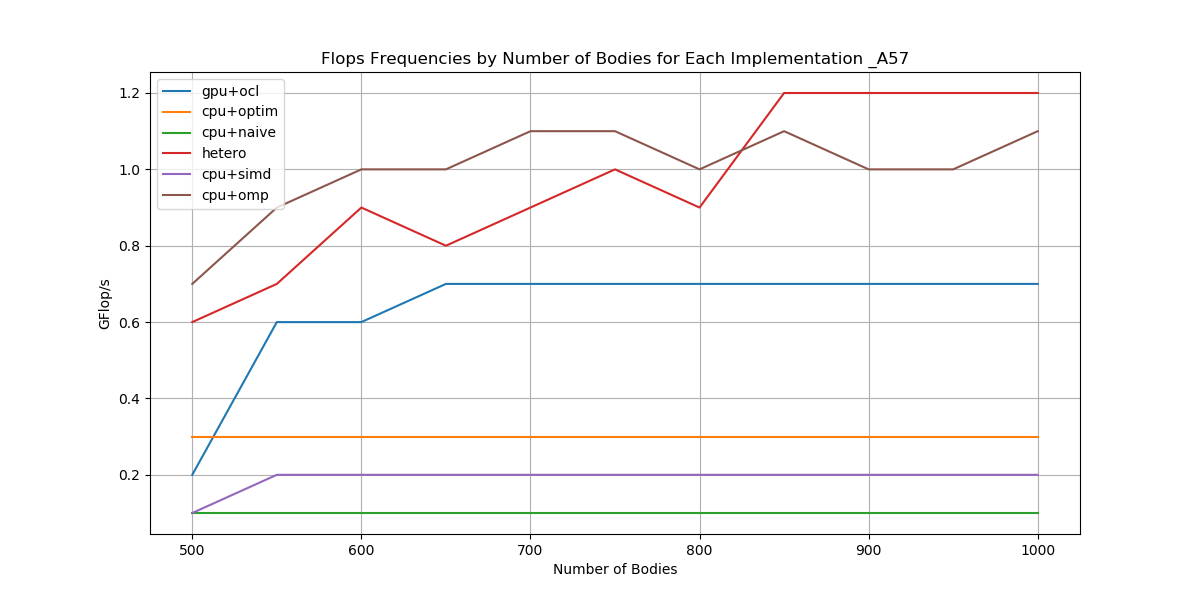 Flops Frequencies by Number of Bodies for Each Implementation _A57
1.2
1.0
0.8
0.6
0.4
0.2
GFlop/s
gpu+ocl
cpu+optim
cpu+naive
hetero
cpu+simd
cpu+omp
500 600 700 800 900 1000
Number of Bodies